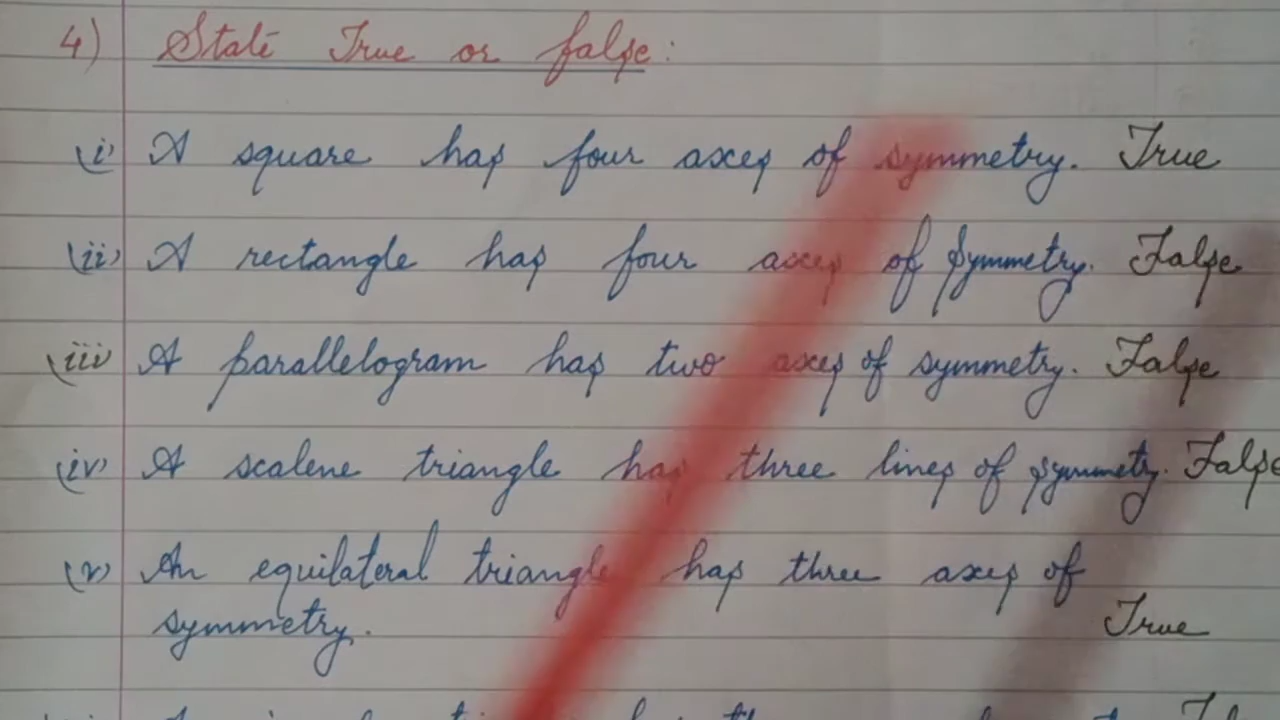 4) State True or false:
(i) A square has four axes of symmetry. True
(ii) A rectangle has four axes of symmetry. False
(iii) A parallelogram has two axes of symmetry. False
(iv) A scalene triangle has three lines of symmetry. False
(v) An equilateral triangle has three axes of
symmetry. True